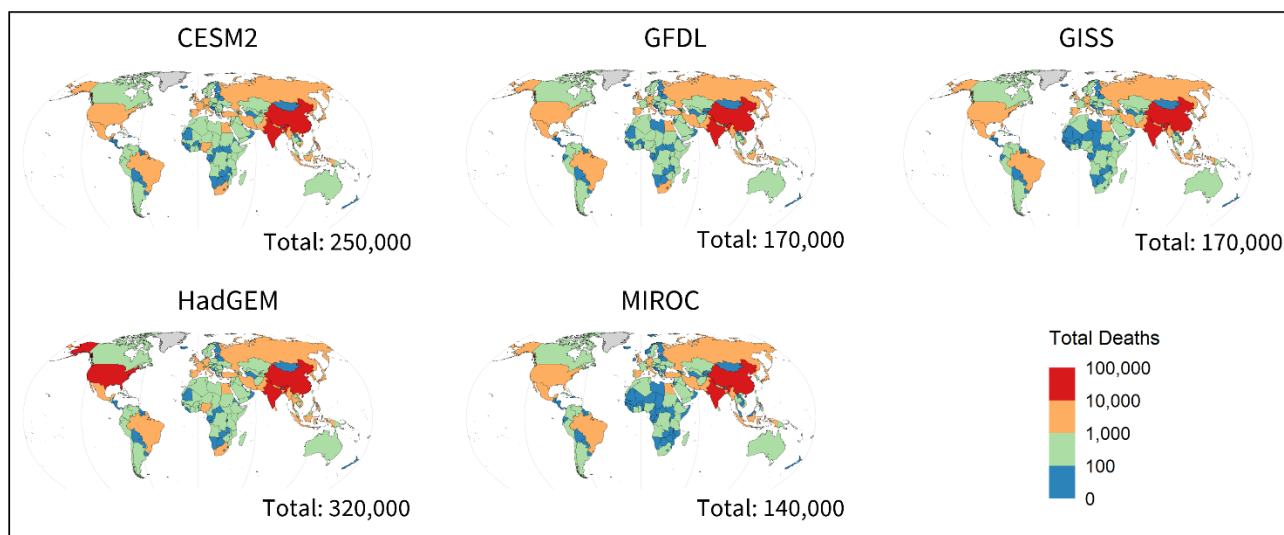 CESM2
GFDL
GISS
Total: 250,000
Total: 170,000
Total: 170,000
HadGEM
MIROC
Total Deaths
100,000
10,000
1,000
100
0
Total: 320,000
Total: 140,000